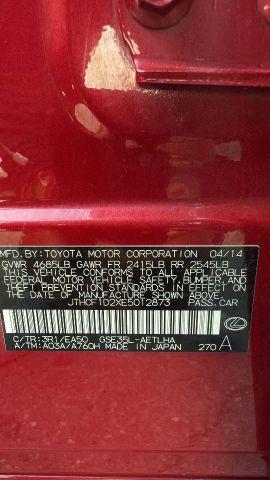 MFD.BY:TOYOTA MOTOR CORPORATION 04/14
GVWR 4685LB GAWR FR 2415LB RR 2545LB
THIS VEHICLE CONFORMS TO ALL APPLICABLE
FEDERAL MOTOR VEHICLE SAFETY, BUMPER,
AND THEFT PREVENTION STANDARDS IN EFFECT
ON THE DATE OF MANUFACTURE SHOWN ABOVE.
JTHCF1D2XE5012873 PASS.CAR
C/TR:3R1/EA50 GSE35L-AETLHA
A/TM:A03A/A760H MADE IN JAPAN 270 A